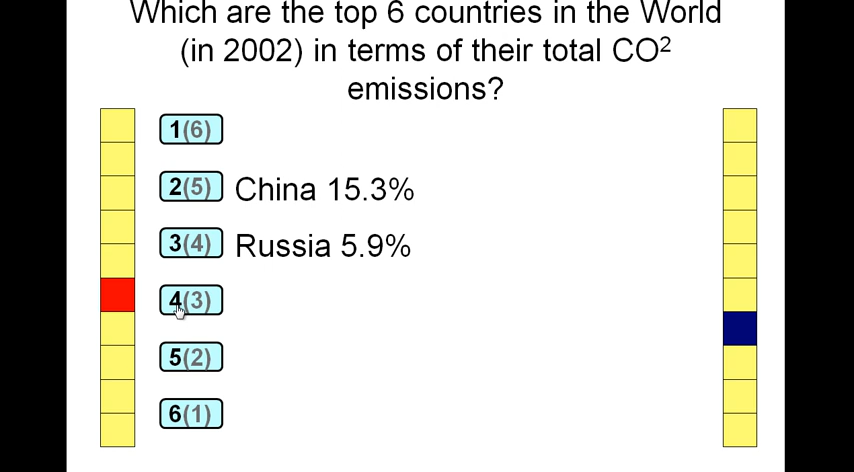 Which are the top 6 countries in the World
(in 2002) in terms of their total CO²
emissions?
1(6)
2(5) China 15.3%
3(4) Russia 5.9%
4(3)
5(2)
6(1)